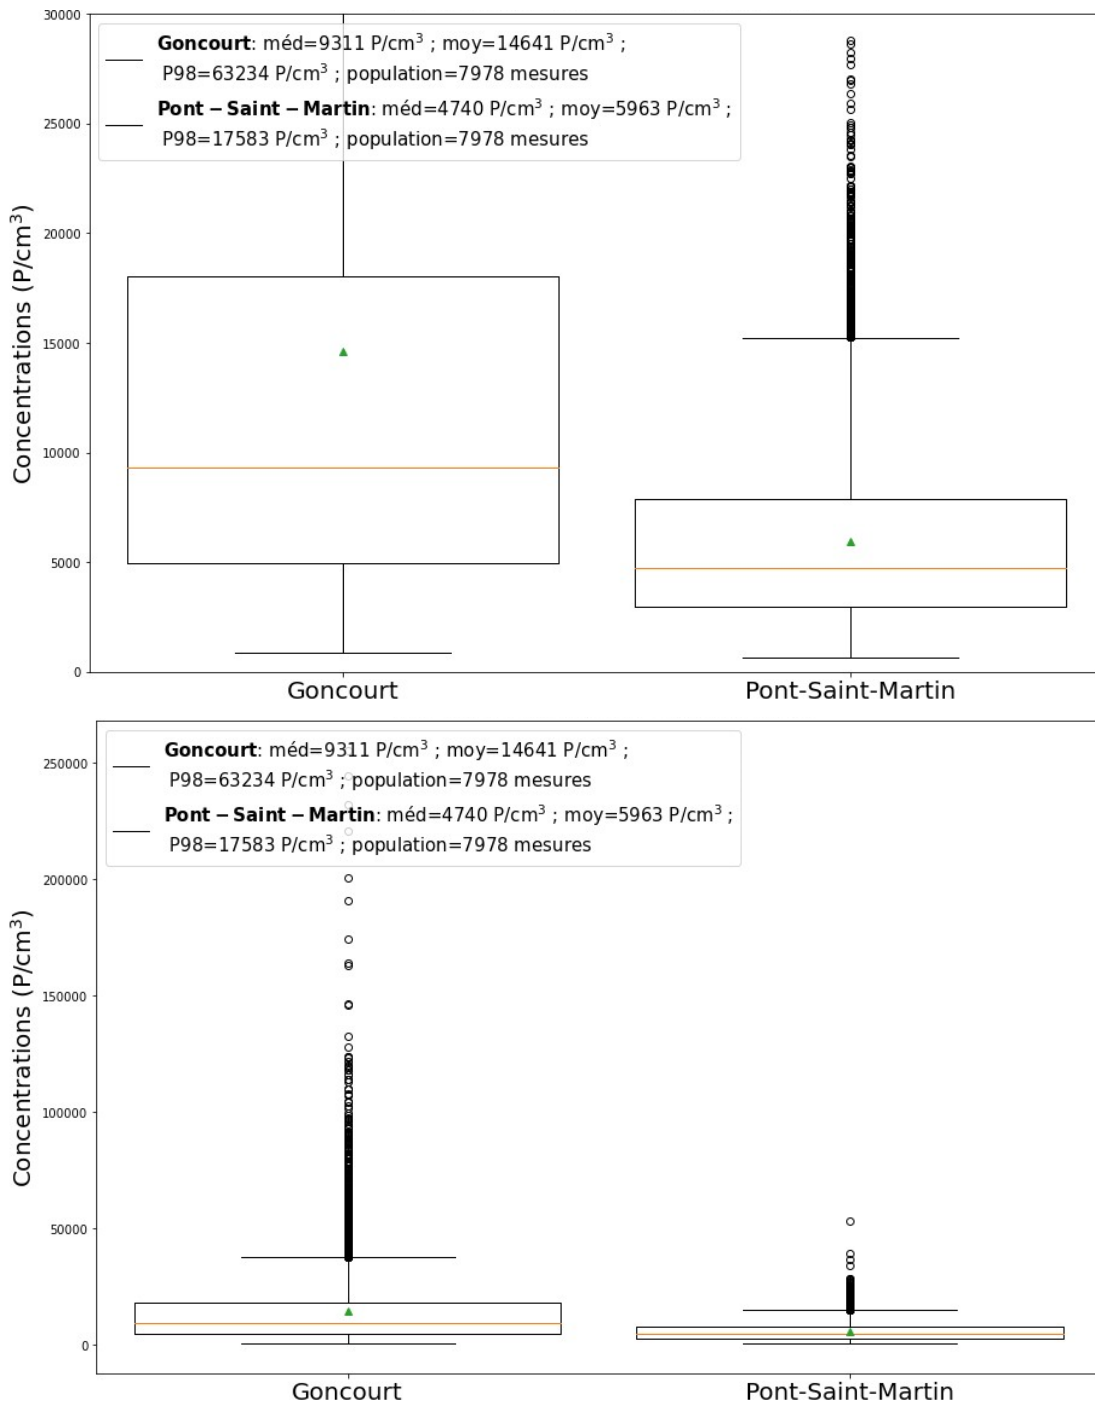 30000
Goncourt: méd=9311 P/cm³ ; moy=14641 P/cm³ ;
P98=63234 P/cm³ ; population=7978 mesures
Pont – Saint – Martin: méd=4740 P/cm³ ; moy=5963 P/cm³ ;
P98=17583 P/cm³ ; population=7978 mesures
25000
20000
15000
10000
5000
0
Concentrations (P/cm³)
Goncourt Pont-Saint-Martin
Goncourt: méd=9311 P/cm³ ; moy=14641 P/cm³ ;
P98=63234 P/cm³ ; population=7978 mesures
Pont – Saint – Martin: méd=4740 P/cm³ ; moy=5963 P/cm³ ;
P98=17583 P/cm³ ; population=7978 mesures
250000
200000
150000
100000
50000
0
Concentrations (P/cm³)
Goncourt Pont-Saint-Martin